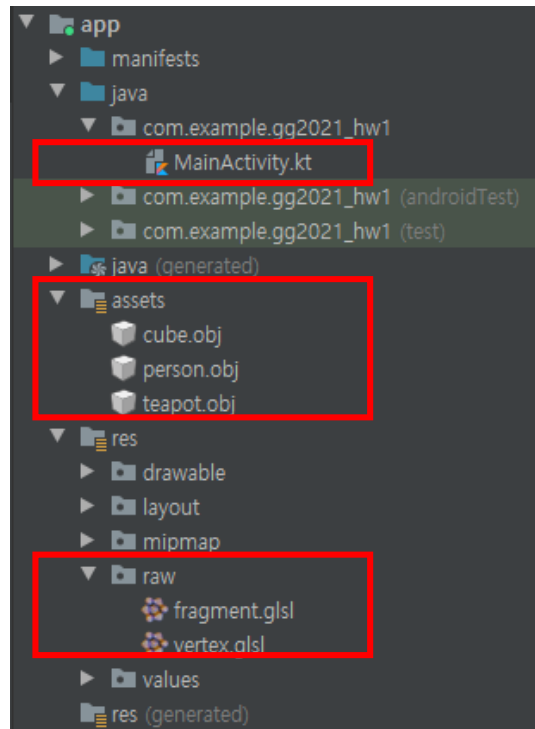 app
manifests
java
com.example.gg2021_hw1
MainActivity.kt
com.example.gg2021_hw1 (androidTest)
com.example.gg2021_hw1 (test)
java (generated)
assets
cube.obj
person.obj
teapot.obj
res
drawable
layout
mipmap
raw
fragment.glsl
vertex.glsl
values
res (generated)